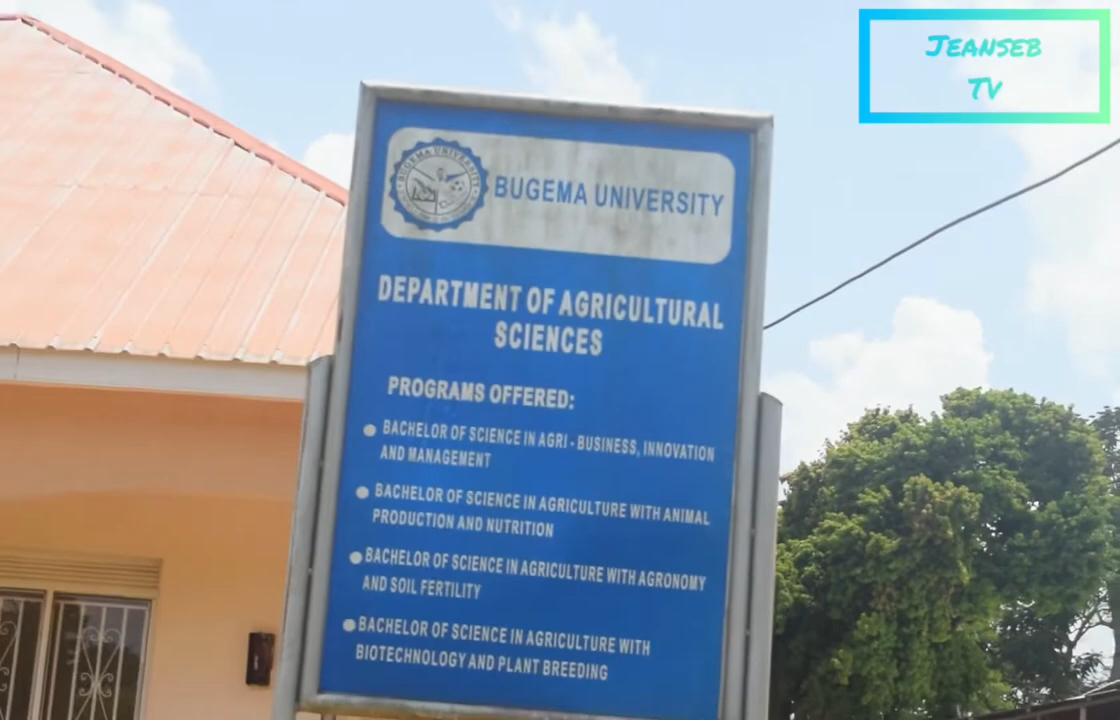 JEANSEB
TV
BUGEMA UNIVERSITY
BUGEMA UNIVERSITY
DEPARTMENT OF AGRICULTURAL
SCIENCES
PROGRAMS OFFERED:
BACHELOR OF SCIENCE IN AGRI - BUSINESS, INNOVATION
AND MANAGEMENT
BACHELOR OF SCIENCE IN AGRICULTURE WITH ANIMAL
PRODUCTION AND NUTRITION
BACHELOR OF SCIENCE IN AGRICULTURE WITH AGRONOMY
AND SOIL FERTILITY
BACHELOR OF SCIENCE IN AGRICULTURE WITH
BIOTECHNOLOGY AND PLANT BREEDING